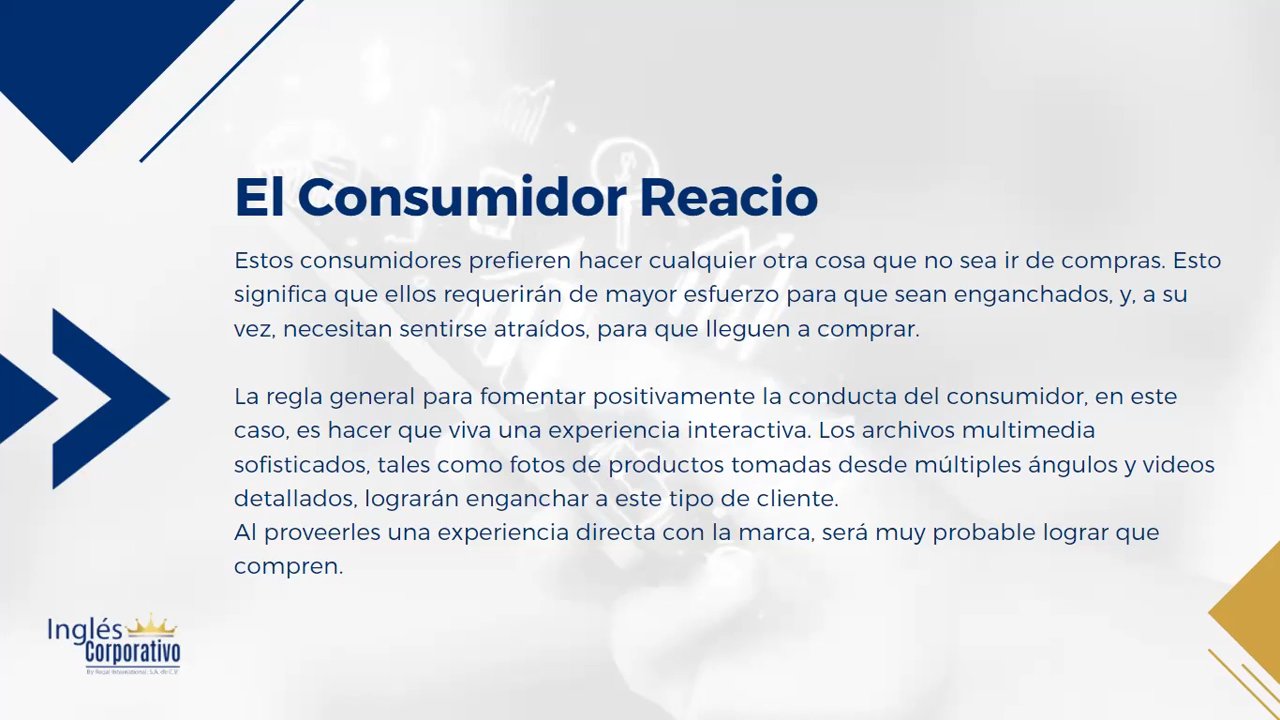 El Consumidor Reacio
Estos consumidores prefieren hacer cualquier otra cosa que no sea ir de compras. Esto
significa que ellos requerirán de mayor esfuerzo para que sean enganchados, y, a su
vez, necesitan sentirse atraídos, para que lleguen a comprar.
La regla general para fomentar positivamente la conducta del consumidor, en este
caso, es hacer que viva una experiencia interactiva. Los archivos multimedia
sofisticados, tales como fotos de productos tomadas desde múltiples ángulos y videos
detallados, lograrán enganchar a este tipo de cliente.
Al proveerles una experiencia directa con la marca, será muy probable lograr que
compren.
Inglés
Corporativo